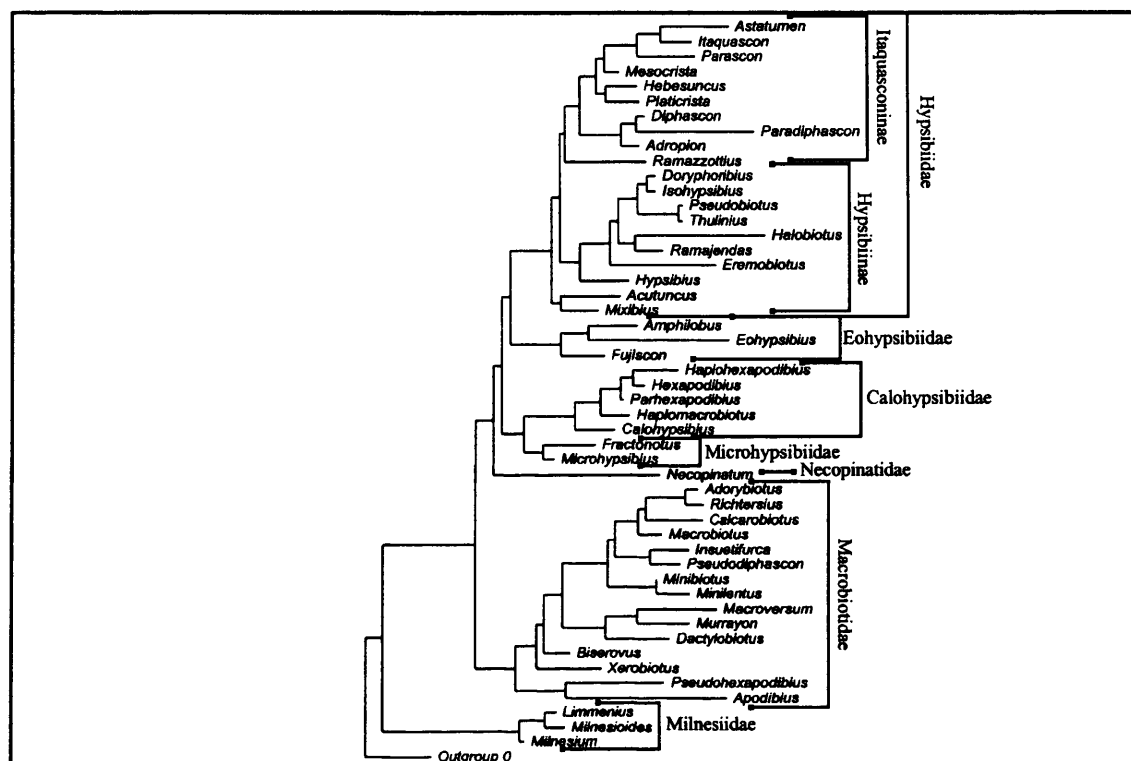 Astatumen
Itaquascon
Parascon
Mesocrista
Hebesuncus
Platicrista
Diphascon
Paradiphascon
Adropion
Ramazzottius
Doryphoribius
Isohypsibius
Pseudobiotus
Thulinius
Halobiotus
Ramajendas
Eremobiotus
Hypsibius
Acutuncus
Mixibius
Amphilobus
Eohypsibius
Fujiscon
Haplohexapodibius
Hexapodibius
Parhexapodibius
Haplomacrobiotus
Calohypsibius
Fractonotus
Microhypsibius
Necopinatum
Adorybiotus
Richtersius
Calcarobiotus
Macrobiotus
Insuetifurca
Pseudodiphascon
Minibiotus
Minilentus
Macroversum
Murrayon
Dactylobiotus
Biserovus
Xerobiotus
Pseudohexapodibius
Apodibius
Limmenius
Milnesioides
Milnesium
Outgroup 0
Itaquasconinae
Hypsibiinae
Hypsibiidae
Eohypsibiidae
Calohypsibiidae
Microhypsibiidae
Necopinatidae
Macrobiotidae
Milnesiidae